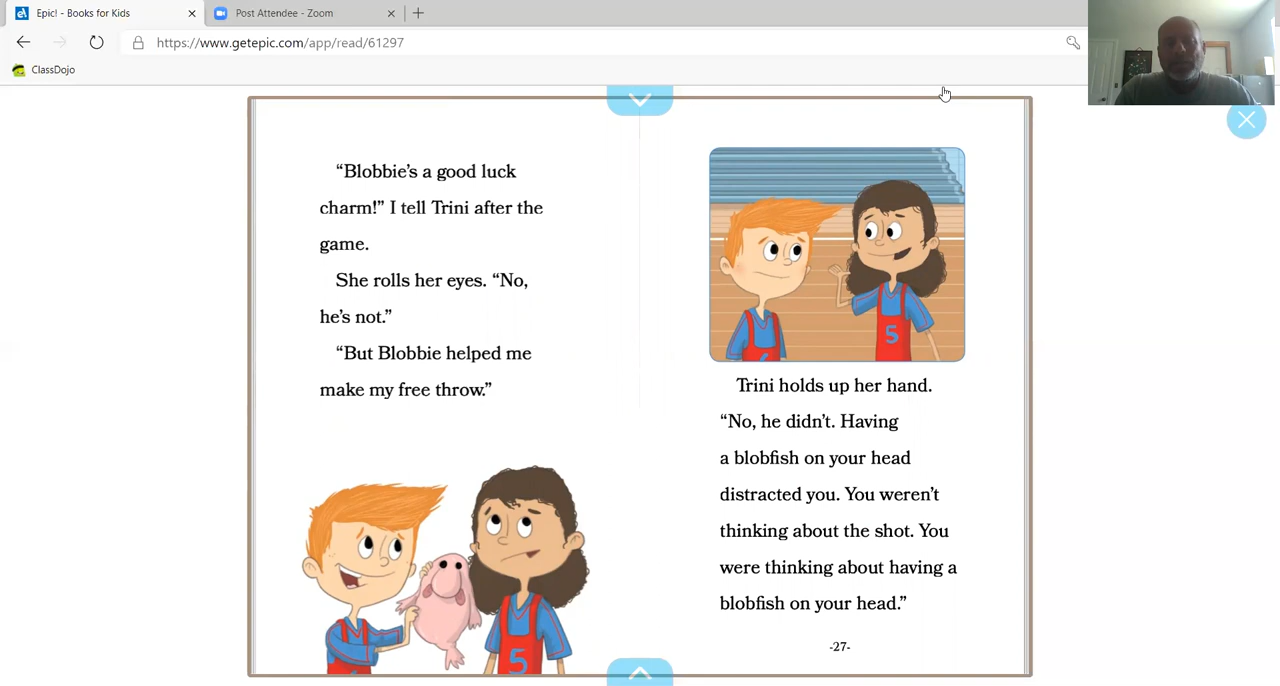 Epic! - Books for Kids
Post Attendee - Zoom
https://www.getepic.com/app/read/61297
ClassDojo
“Blobbie’s a good luck
charm!” I tell Trini after the
game.
She rolls her eyes. “No,
he’s not.”
“But Blobbie helped me
make my free throw.”
5
5
Trini holds up her hand.
“No, he didn’t. Having
a blobfish on your head
distracted you. You weren’t
thinking about the shot. You
were thinking about having a
blobfish on your head.”
-27-